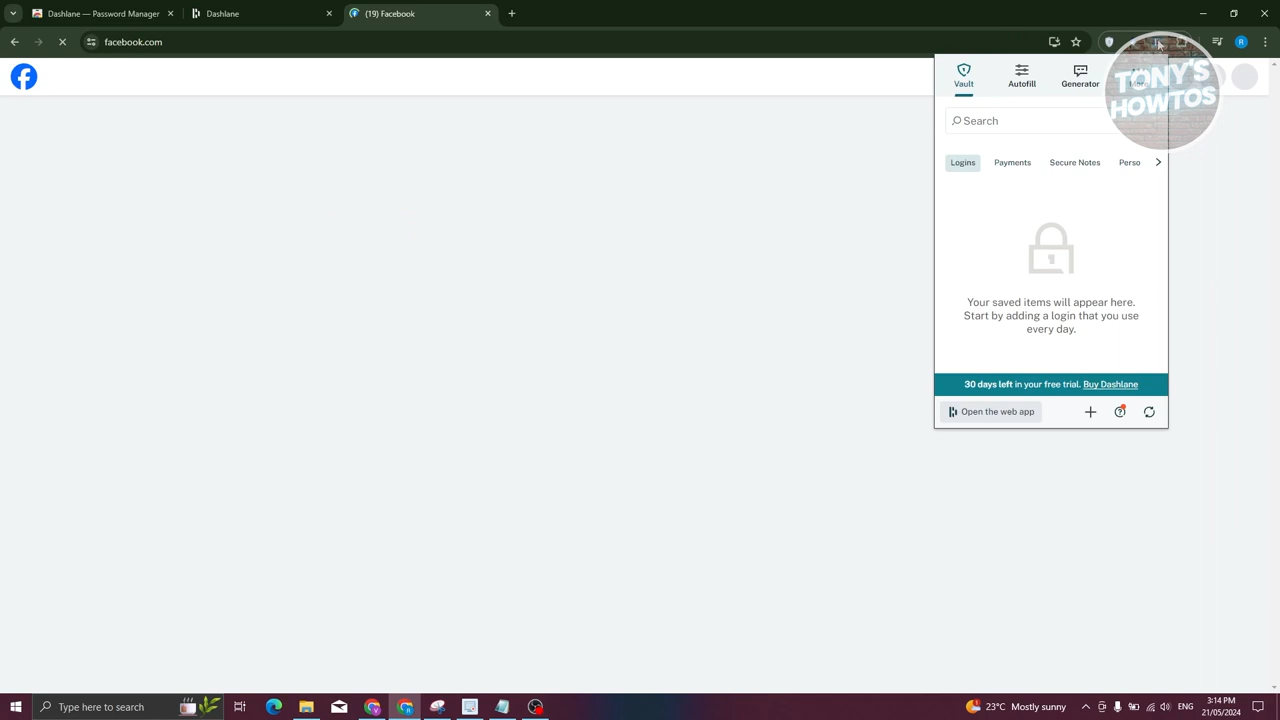 Dashlane — Password Manager
Dashlane
(19) Facebook
facebook.com
R
Vault
Autofill
Generator
More
TONY'S
HOWTOS
Search
Logins
Payments
Secure Notes
Perso
Your saved items will appear here.
Start by adding a login that you use
every day.
30 days left in your free trial. Buy Dashlane
Open the web app
Type here to search
23°C Mostly sunny
ENG
3:14 PM
21/05/2024